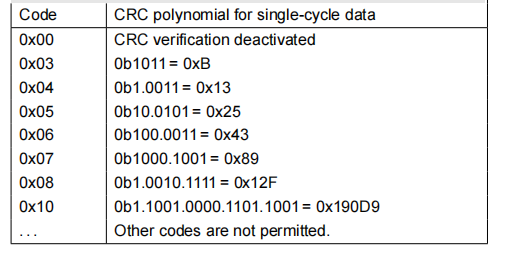 Code CRC polynomial for single-cycle data
0x00 CRC verification deactivated
0x03 0b1011 = 0xB
0x04 0b1.0011 = 0x13
0x05 0b10.0101 = 0x25
0x06 0b100.0011 = 0x43
0x07 0b1000.1001 = 0x89
0x08 0b1.0010.1111 = 0x12F
0x10 0b1.1001.0000.1101.1001 = 0x190D9
. . . Other codes are not permitted.